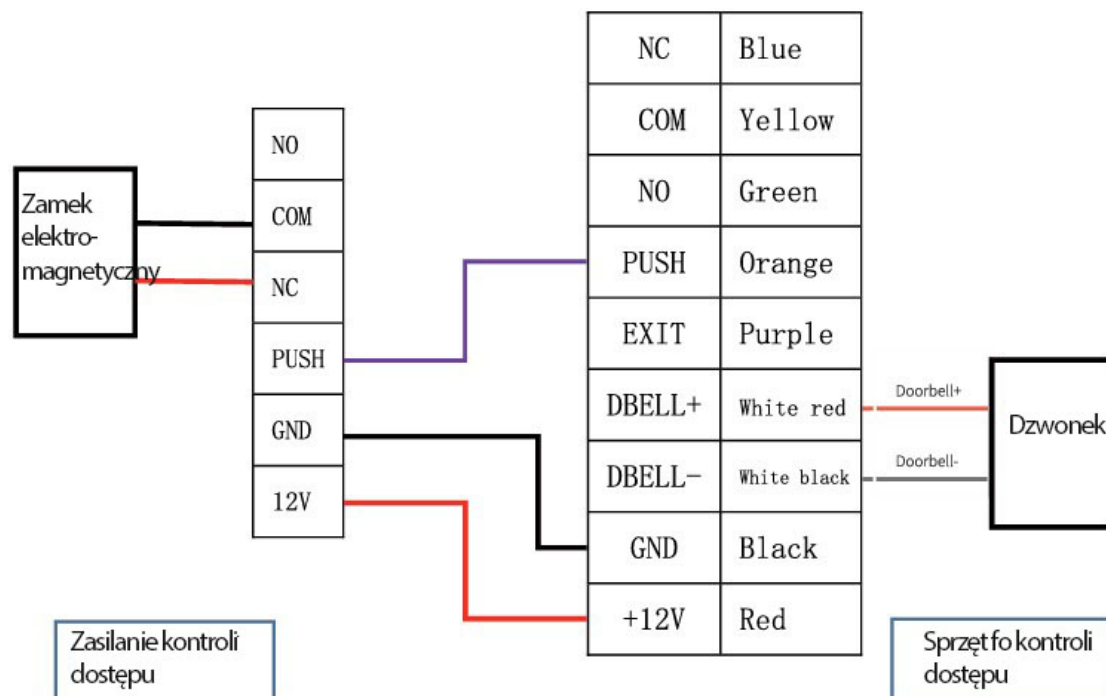 NC Blue
COM Yellow
NO Green
PUSH Orange
EXIT Purple
DBELL+ White red
DBELL- White black
GND Black
+12V Red
NO
COM
NC
PUSH
GND
12V
Zamek
elektro-
magnetyczny
Doorbell+
Doorbell-
Dzwonek
Zasilanie kontroli
dostępu
Sprzęt fo kontroli
dostępu